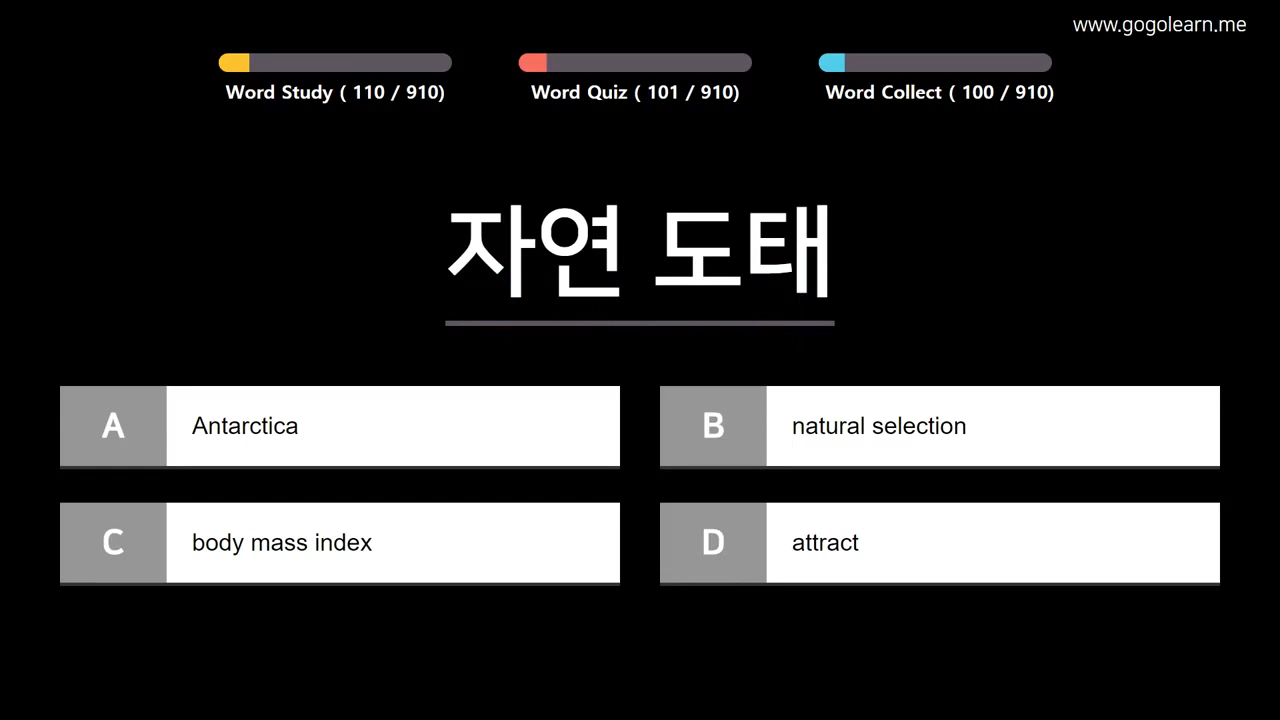 www.gogolearn.me
Word Study ( 110 / 910)
Word Quiz ( 101 / 910)
Word Collect ( 100 / 910)
자연 도태
A Antarctica
B natural selection
C body mass index
D attract